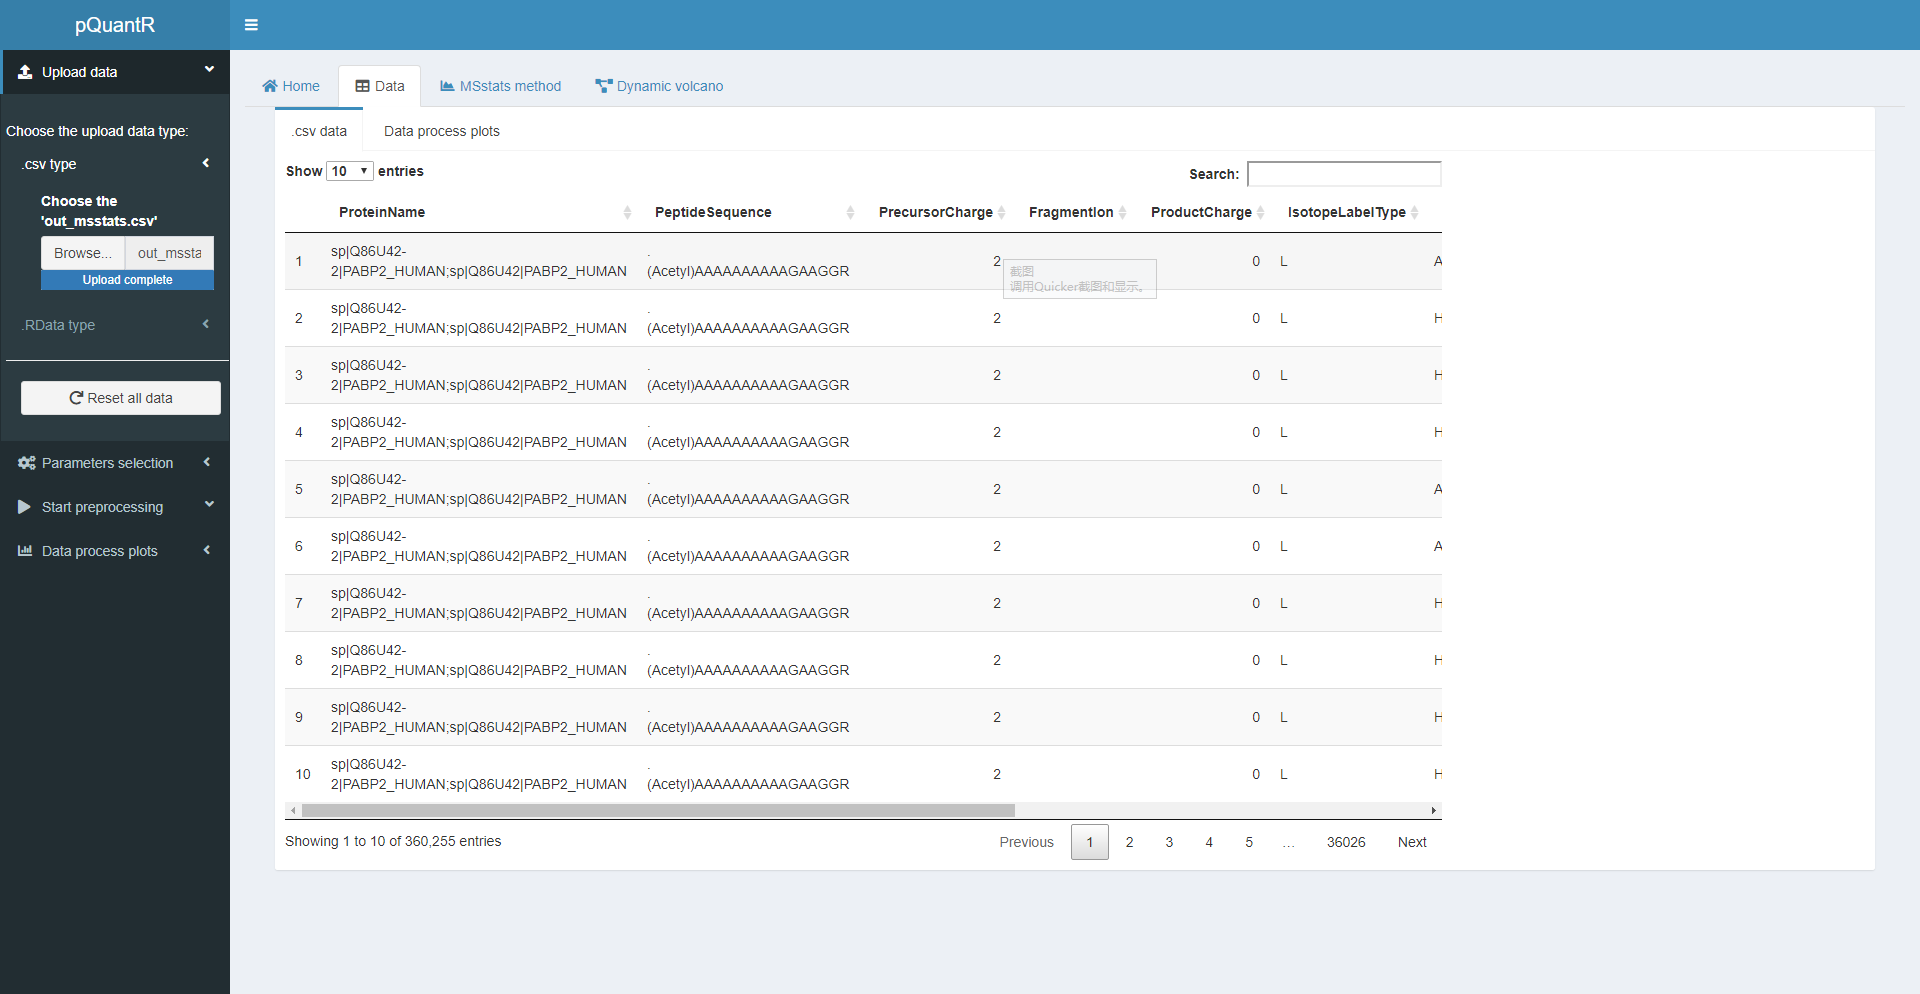 pQuantR
Upload data
Choose the upload data type:
.csv type
Choose the
'out_msstats.csv'
Browse... out_mssta
Upload complete
.RData type
Reset all data
Parameters selection
Start preprocessing
Data process plots
Home Data MSstats method Dynamic volcano
.csv data Data process plots
Show 10 entries Search:
ProteinName PeptideSequence PrecursorCharge FragmentIon ProductCharge IsotopeLabelType
sp|Q86U42- .
1 2|PABP2_HUMAN;sp|Q86U42|PABP2_HUMAN (Acetyl)AAAAAAAAAAGAAGGR 2 0 L A
截图
调用Quicker截图和显示。
sp|Q86U42- .
2 2|PABP2_HUMAN;sp|Q86U42|PABP2_HUMAN (Acetyl)AAAAAAAAAAGAAGGR 2 0 L H
sp|Q86U42- .
3 2|PABP2_HUMAN;sp|Q86U42|PABP2_HUMAN (Acetyl)AAAAAAAAAAGAAGGR 2 0 L H
sp|Q86U42- .
4 2|PABP2_HUMAN;sp|Q86U42|PABP2_HUMAN (Acetyl)AAAAAAAAAAGAAGGR 2 0 L H
sp|Q86U42- .
5 2|PABP2_HUMAN;sp|Q86U42|PABP2_HUMAN (Acetyl)AAAAAAAAAAGAAGGR 2 0 L A
sp|Q86U42- .
6 2|PABP2_HUMAN;sp|Q86U42|PABP2_HUMAN (Acetyl)AAAAAAAAAAGAAGGR 2 0 L A
sp|Q86U42- .
7 2|PABP2_HUMAN;sp|Q86U42|PABP2_HUMAN (Acetyl)AAAAAAAAAAGAAGGR 2 0 L H
sp|Q86U42- .
8 2|PABP2_HUMAN;sp|Q86U42|PABP2_HUMAN (Acetyl)AAAAAAAAAAGAAGGR 2 0 L H
sp|Q86U42- .
9 2|PABP2_HUMAN;sp|Q86U42|PABP2_HUMAN (Acetyl)AAAAAAAAAAGAAGGR 2 0 L H
sp|Q86U42- .
10 2|PABP2_HUMAN;sp|Q86U42|PABP2_HUMAN (Acetyl)AAAAAAAAAAGAAGGR 2 0 L H
Showing 1 to 10 of 360,255 entries Previous 1 2 3 4 5 … 36026 Next